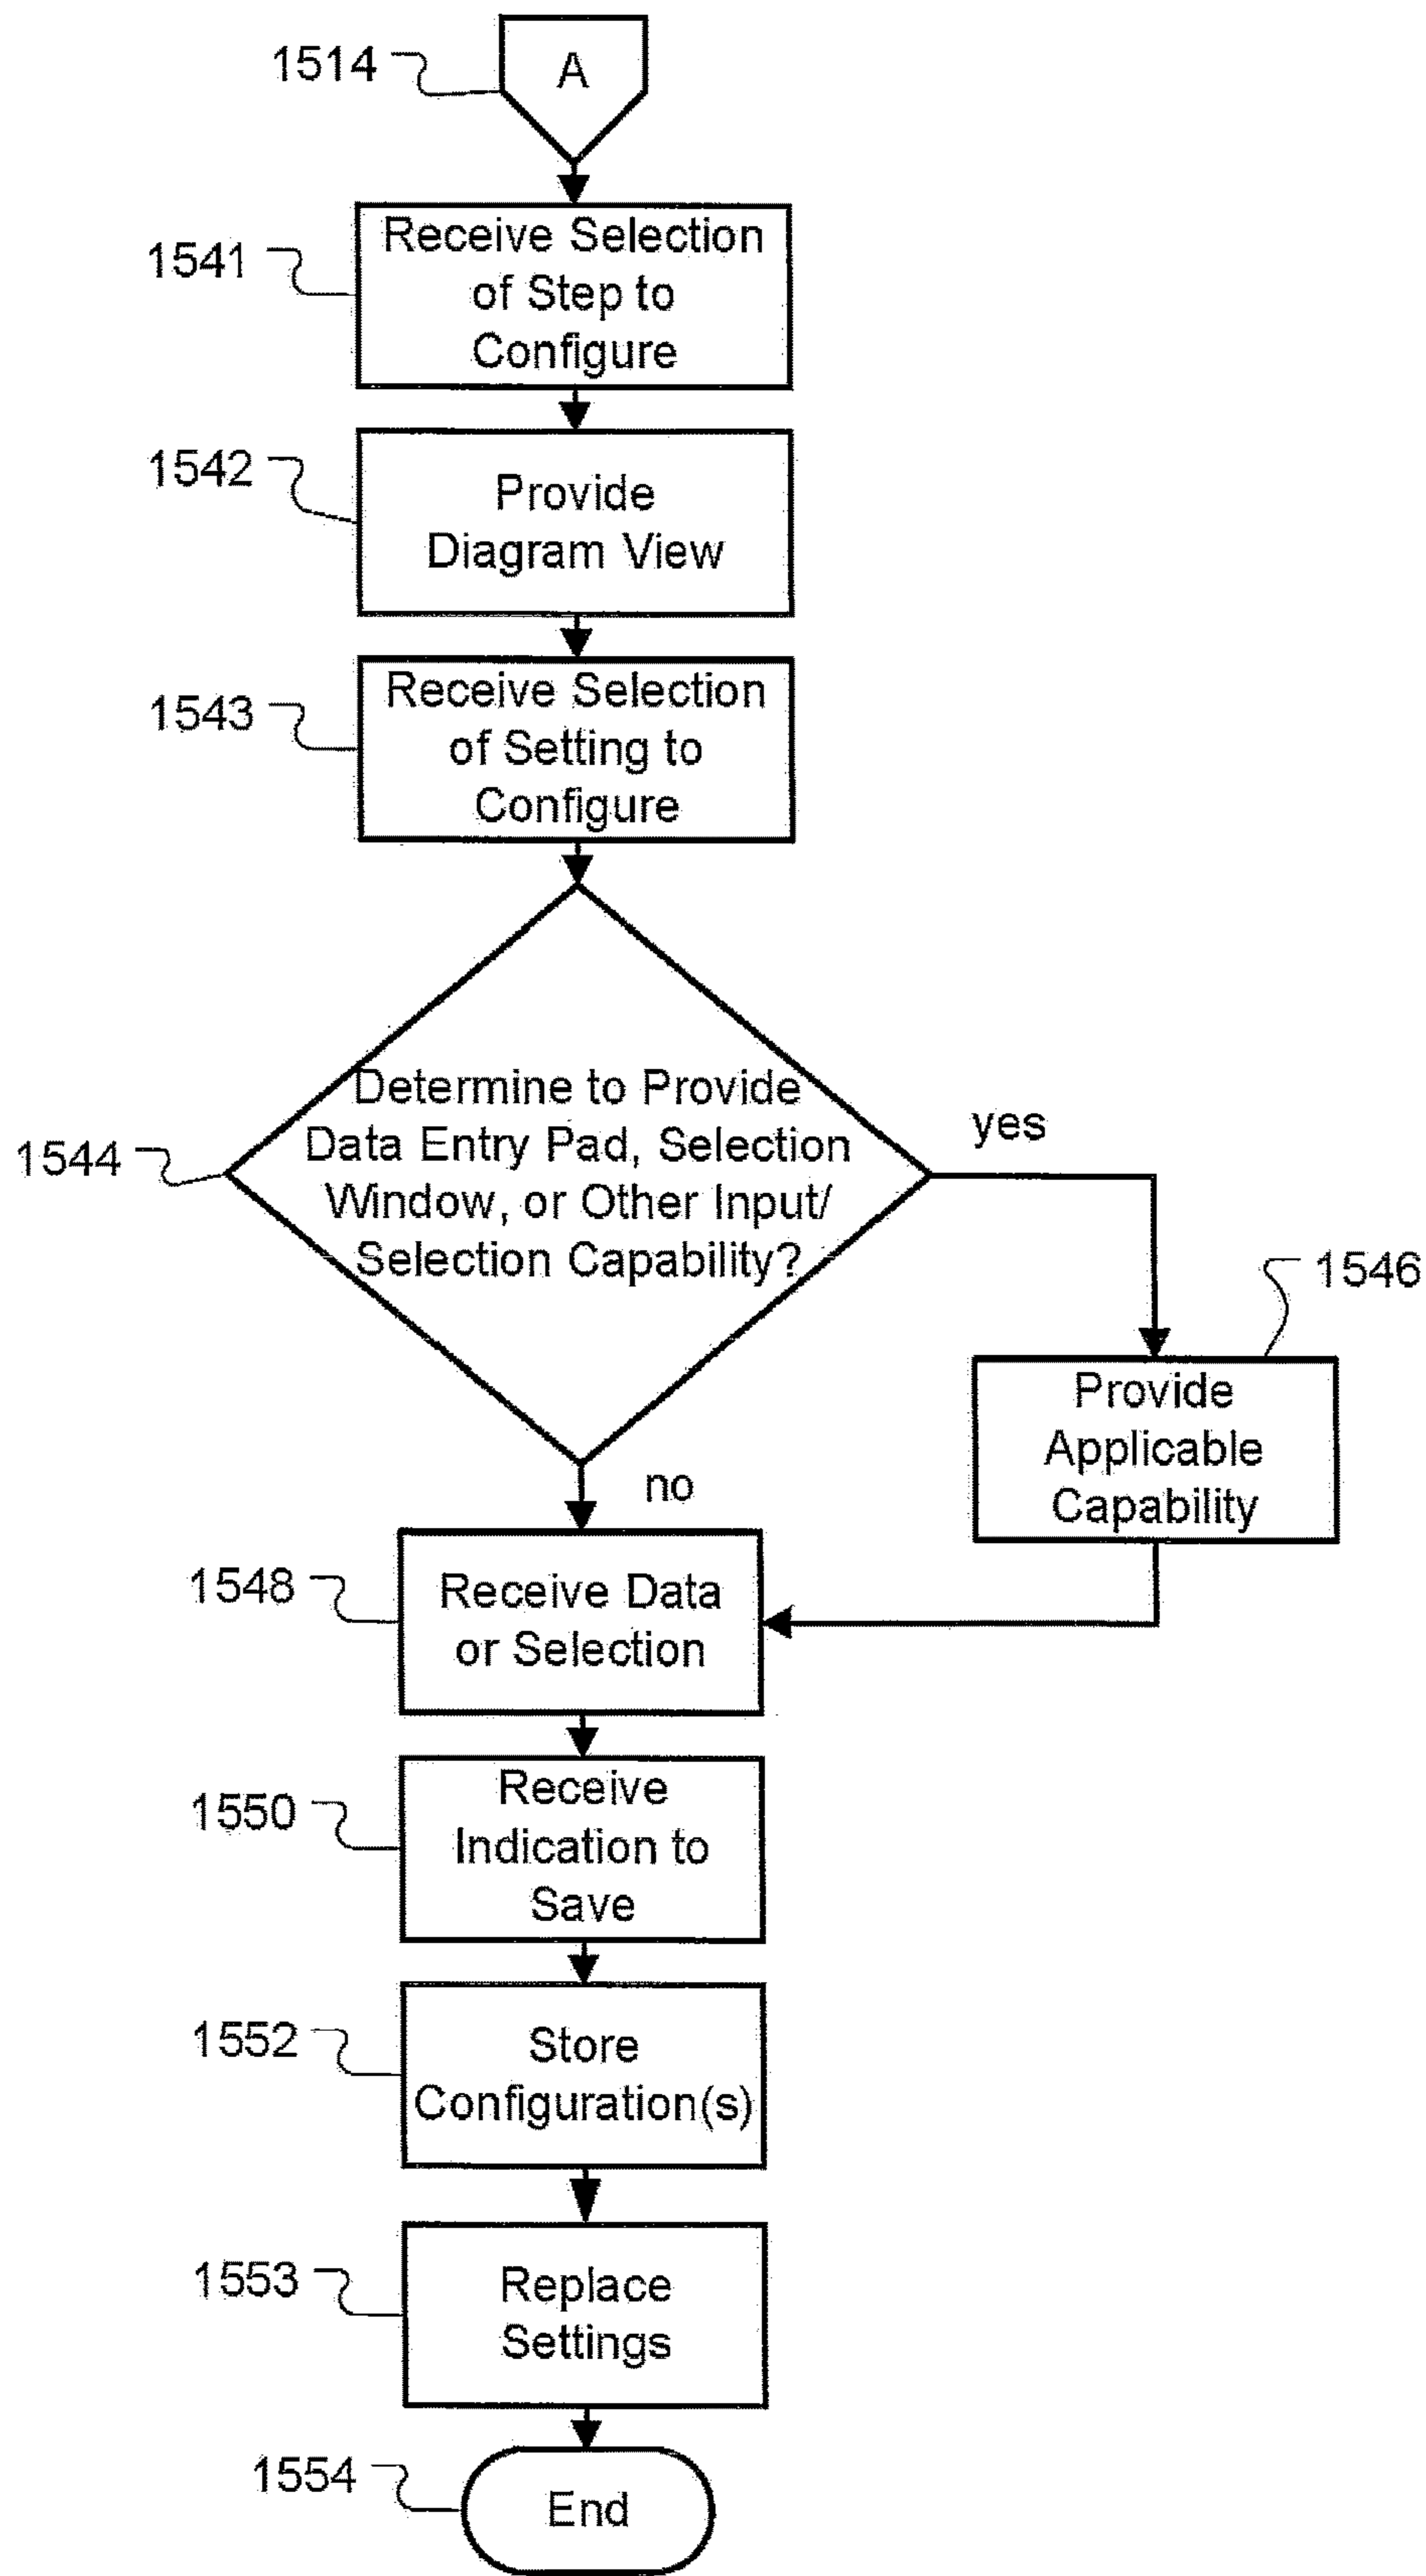 1514
A
1541
Receive Selection
of Step to
Configure
1542
Provide
Diagram View
1543
Receive Selection
of Setting to
Configure
1544
Determine to Provide
Data Entry Pad, Selection
Window, or Other Input/
Selection Capability?
yes
1546
Provide
Applicable
Capability
no
1548
Receive Data
or Selection
1550
Receive
Indication to
Save
1552
Store
Configuration(s)
1553
Replace
Settings
1554
End